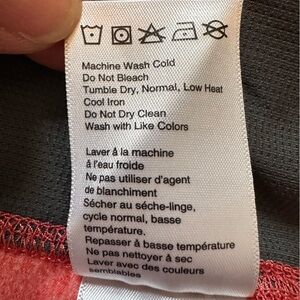 Machine Wash Cold
Do Not Bleach
Tumble Dry, Normal, Low Heat
Cool Iron
Do Not Dry Clean
Wash with Like Colors
Laver à la machine
à l'eau froide
Ne pas utiliser d'agent
de blanchiment
Sécher au séche-linge,
cycle normal, basse
température.
Repasser à basse température
Ne pas nettoyer à sec
Laver avec des couleurs
semblables